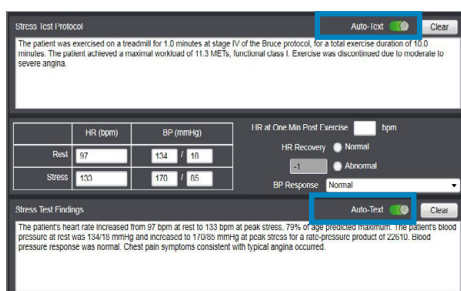 Stress Test Protocol Auto-Text Clear
The patient was exercised on a treadmill for 1.0 minutes at stage IV of the Bruce protocol, for a total exercise duration of 10.0
minutes. The patient achieved a maximal workload of 11.3 METs, functional class I. Exercise was discontinued due to moderate to
severe angina.
HR (bpm) BP (mmHg) HR at One Min Post Exercise bpm
Rest 97 134 / 18 HR Recovery Normal
-1 Abnormal
Stress 133 170 / 85 BP Response Normal
Stress Test Findings Auto-Text Clear
The patient's heart rate increased from 97 bpm at rest to 133 bpm at peak stress, 79% of age predicted maximum. The patient's blood
pressure at rest was 134/18 mmHg and increased to 170/85 mmHg at peak stress for a rate-pressure product of 22610. Blood
pressure response was normal. Chest pain symptoms consistent with typical angina occurred.